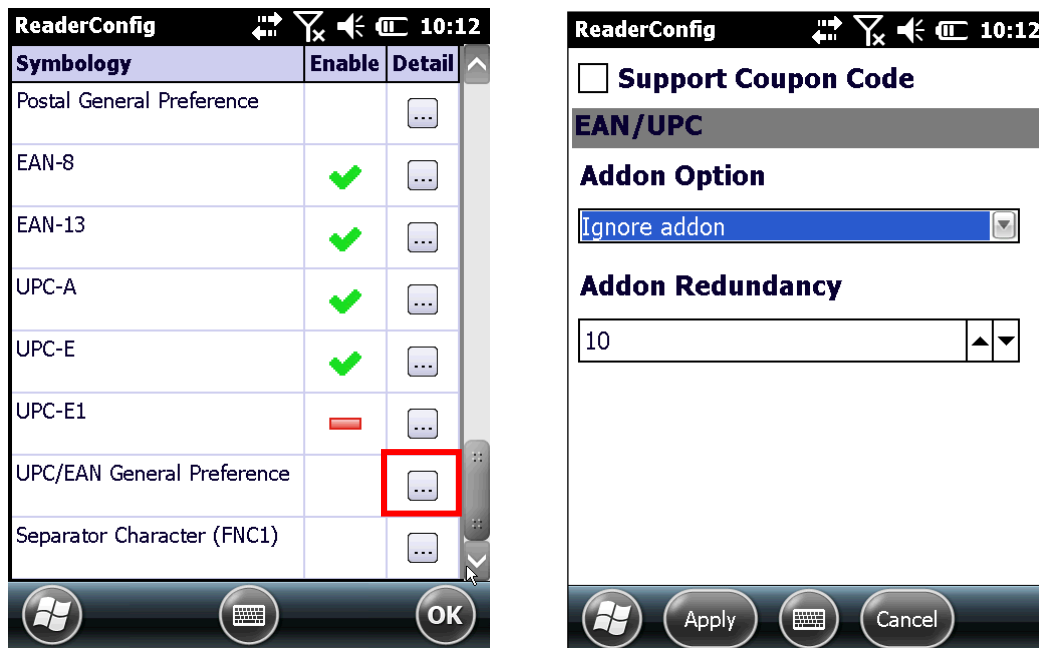 ReaderConfig 10:12
Symbology Enable Detail
Postal General Preference ...
EAN-8 ...
EAN-13 ...
UPC-A ...
UPC-E ...
UPC-E1 ...
UPC/EAN General Preference ...
Separator Character (FNC1) ...
OK
ReaderConfig 10:12
Support Coupon Code
EAN/UPC
Addon Option
Ignore addon
Addon Redundancy
10
Apply Cancel